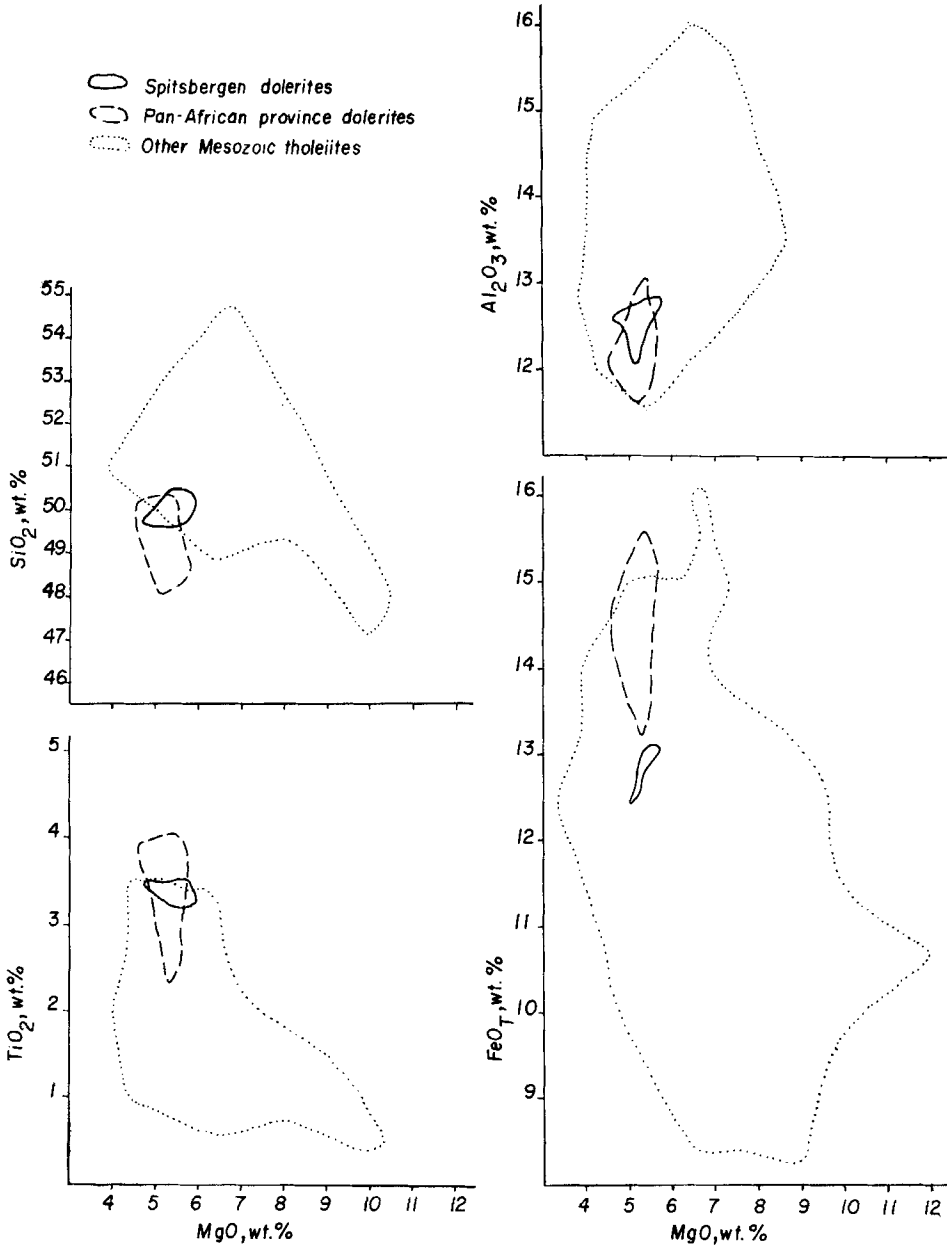 Spitsbergen dolerites
Pan-African province dolerites
Other Mesozoic tholeiites
16
15
14
13
12
Al2O3, wt.%
55
54
53
52
51
50
49
48
47
46
SiO2, wt.%
16
15
14
13
12
11
10
9
FeOT, wt.%
4 5 6 7 8 9 10 11 12
MgO, wt.%
5
4
3
2
1
TiO2, wt.%
4 5 6 7 8 9 10 11 12
MgO, wt.%